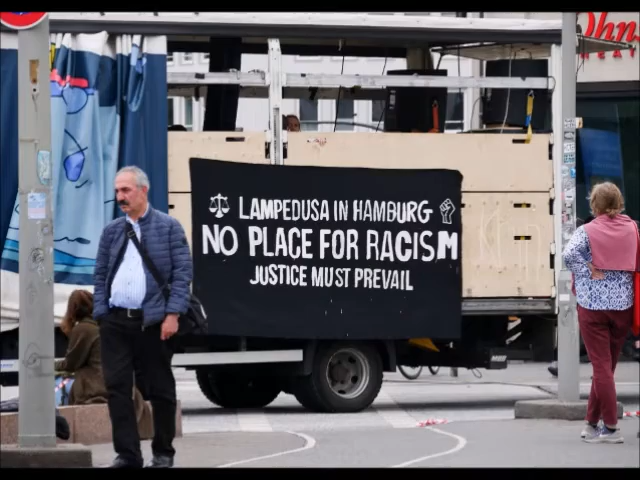 LAMPEDUSA IN HAMBURG
NO PLACE FOR RACISM
JUSTICE MUST PREVAIL